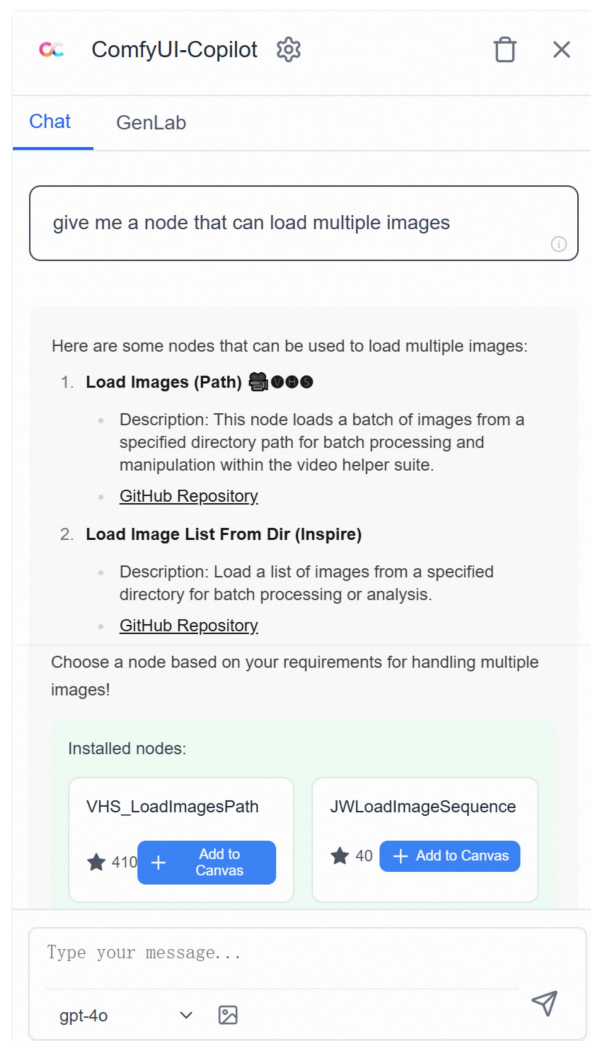 ComfyUI-Copilot
Chat
GenLab
give me a node that can load multiple images
Here are some nodes that can be used to load multiple images:
1. Load Images (Path) 🎥🅥🅗🅢
Description: This node loads a batch of images from a
specified directory path for batch processing and
manipulation within the video helper suite.
GitHub Repository
2. Load Image List From Dir (Inspire)
Description: Load a list of images from a specified
directory for batch processing or analysis.
GitHub Repository
Choose a node based on your requirements for handling multiple
images!
Installed nodes:
VHS_LoadImagesPath
410
+ Add to
Canvas
JWLoadImageSequence
40
+ Add to Canvas
Type your message...
gpt-4o